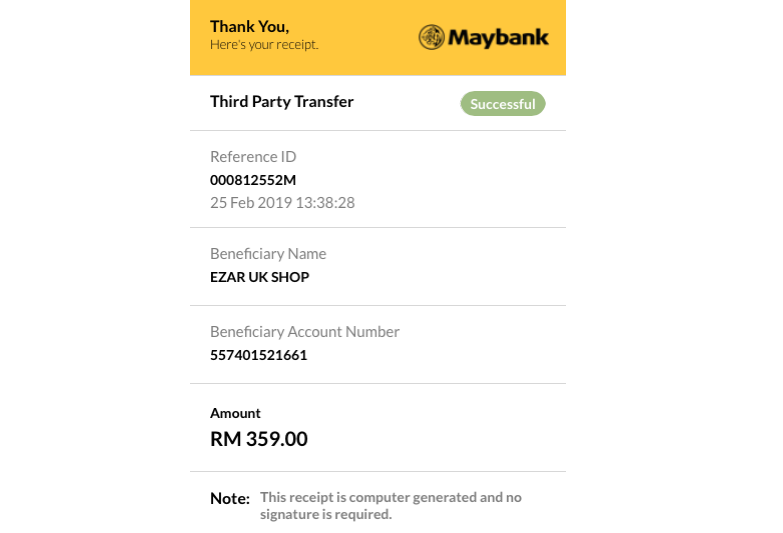 Thank You,
Here's your receipt.
Maybank
Third Party Transfer
Successful
Reference ID
000812552M
25 Feb 2019 13:38:28
Beneficiary Name
EZAR UK SHOP
Beneficiary Account Number
557401521661
Amount
RM 359.00
Note: This receipt is computer generated and no
signature is required.